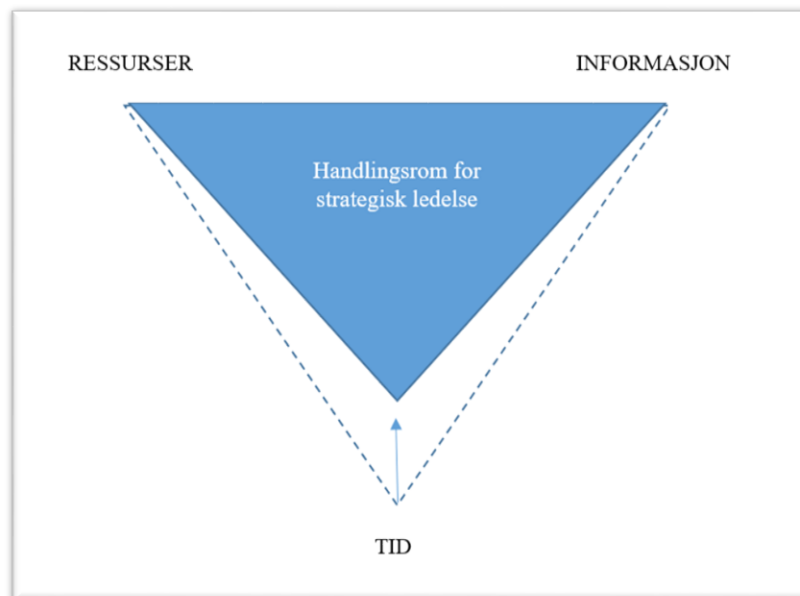 RESSURSER
INFORMASJON
Handlingsrom for
strategisk ledelse
TID